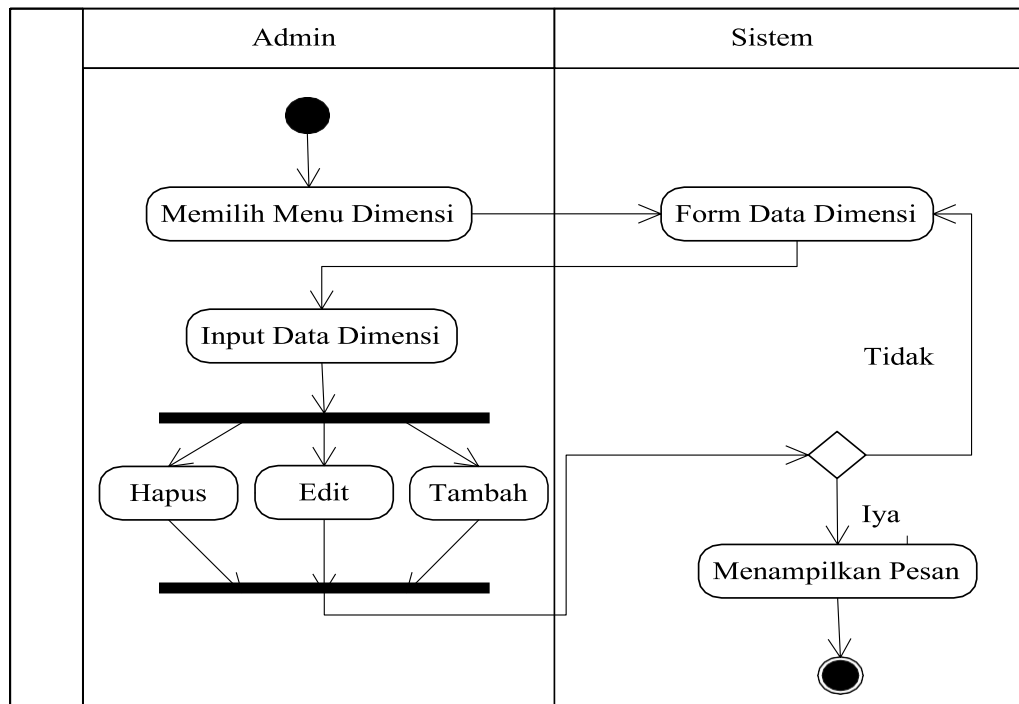 Admin
Sistem
Memilih Menu Dimensi
Form Data Dimensi
Input Data Dimensi
Tidak
Hapus
Edit
Tambah
Iya
Menampilkan Pesan